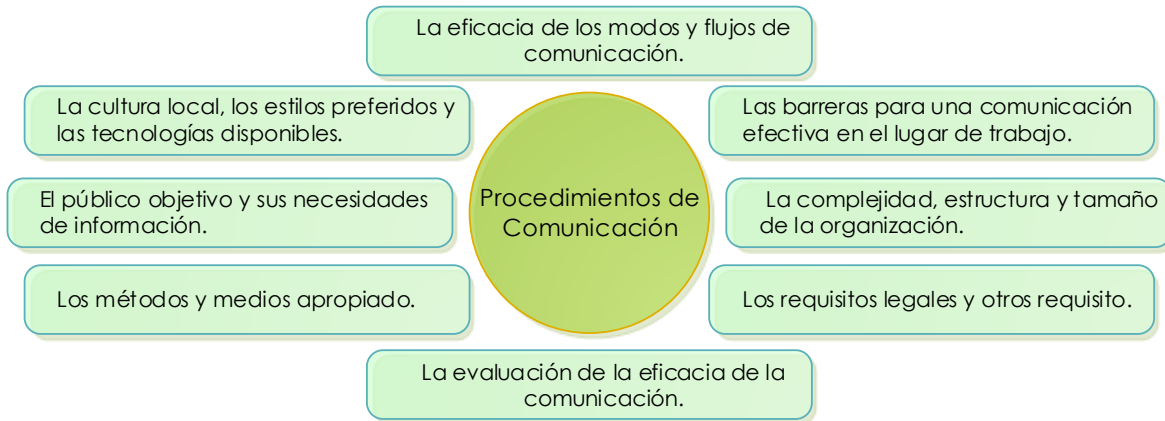 La eficacia de los modos y flujos de
comunicación.
La cultura local, los estilos preferidos y
las tecnologías disponibles.
Las barreras para una comunicación
efectiva en el lugar de trabajo.
El público objetivo y sus necesidades
de información.
Procedimientos de
Comunicación
La complejidad, estructura y tamaño
de la organización.
Los métodos y medios apropiado.
Los requisitos legales y otros requisito.
La evaluación de la eficacia de la
comunicación.